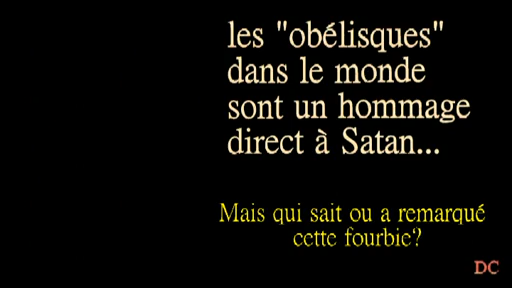 les "obélisques"
dans le monde
sont un hommage
direct à Satan...
Mais qui sait ou a remarqué
cette fourbie?
DC